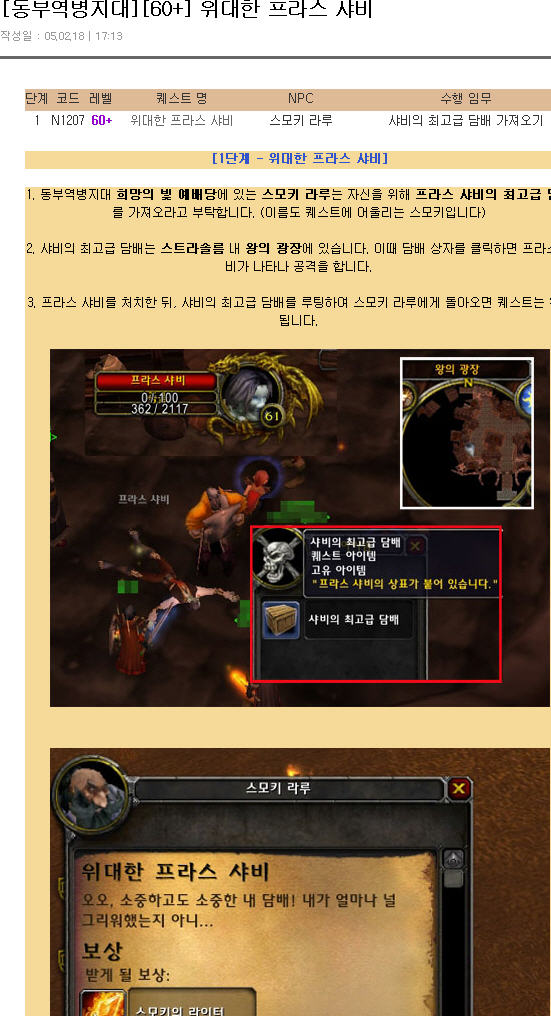 [동부역병지대][60+] 위대한 프라스 샤비
작성일 : 05,02,18 | 17:13
단계 코드 레벨 퀘스트 명 NPC 수행 임무
1 N1207 60+ 위대한 프라스 샤비 스모키 라루 샤비의 최고급 담배 가져오기
[1단계 - 위대한 프라스 샤비]
1. 동부역병지대 희망의 빛 예배당에 있는 스모키 라루는 자신을 위해 프라스 샤비의 최고급
를 가져오라고 부탁합니다. (이름도 퀘스트에 어울리는 스모키입니다)
2. 샤비의 최고급 담배는 스트라솔름 내 왕의 광장에 있습니다. 이때 담배 상자를 클릭하면 프라
비가 나타나 공격을 합니다.
3. 프라스 샤비를 처치한 뒤, 샤비의 최고급 담배를 루팅하여 스모키 라루에게 돌아오면 퀘스트는
됩니다.
프라스 샤비
0/100
362 / 2117
61
왕의 광장
N
프라스 샤비
샤비의 최고급 담배
퀘스트 아이템
고유 아이템
"프라스 샤비의 상표가 붙어 있습니다."
샤비의 최고급 담배
스모키 라루
위대한 프라스 샤비
오오, 소중하고도 소중한 내 담배! 내가 얼마나 널
그리워했는지 아니...
보상
받게 될 보상:
스모키의 라이터